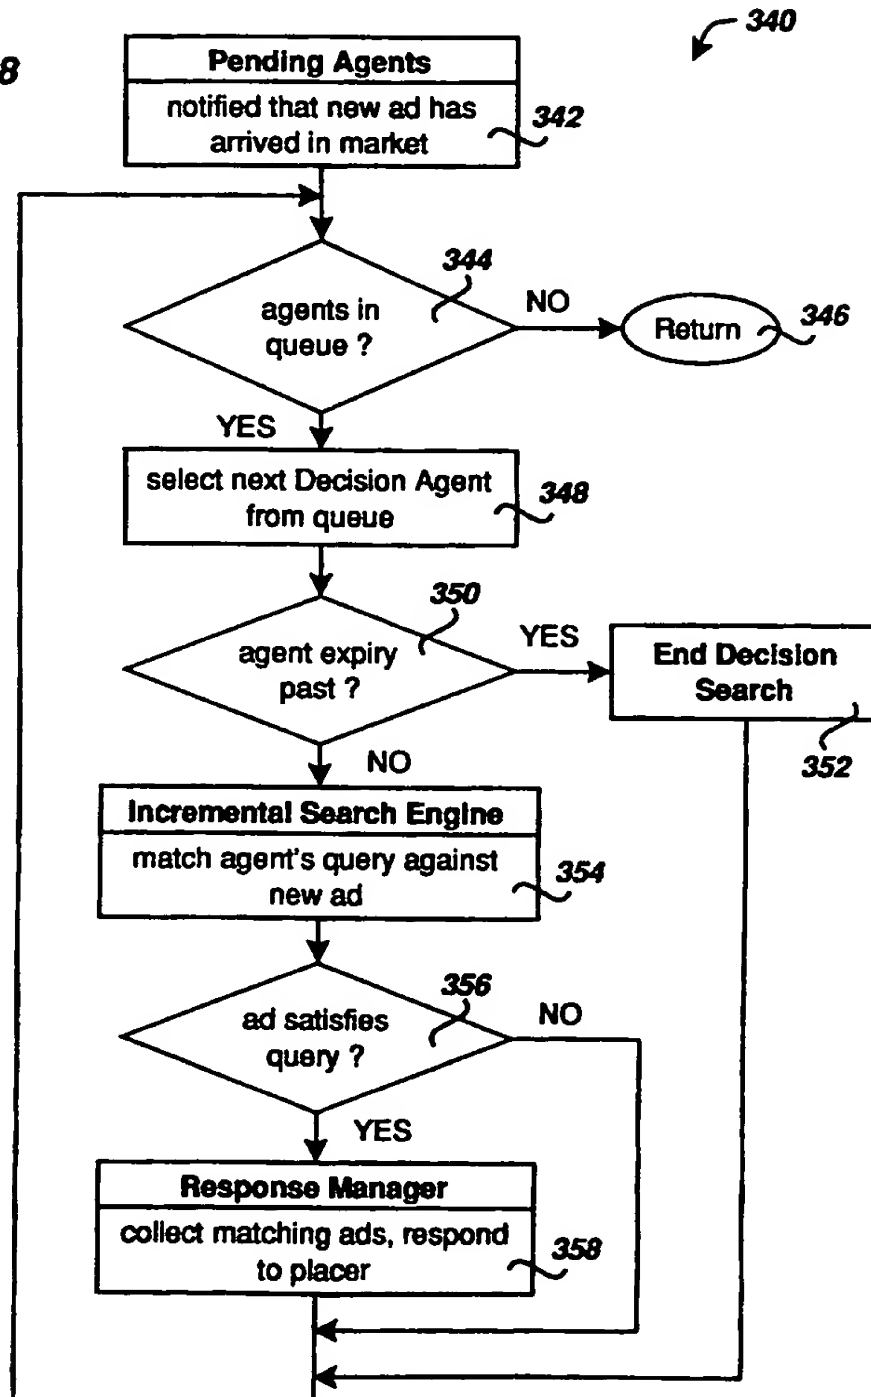 340
8
Pending Agents
notified that new ad has
arrived in market
342
344
agents in
queue ?
NO
Return
346
YES
select next Decision Agent
from queue
348
350
agent expiry
past ?
YES
End Decision
Search
352
NO
Incremental Search Engine
match agent's query against
new ad
354
356
ad satisfies
query ?
NO
YES
Response Manager
collect matching ads, respond
to placer
358